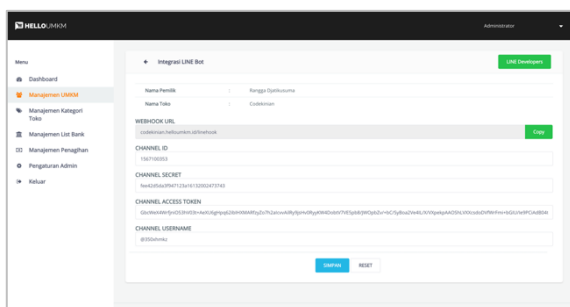 HELLOUMKM
Administrator
Menu
Dashboard
Manajemen UMKM
Manajemen Kategori
Toko
Manajemen List Bank
Manajemen Penagihan
Pengaturan Admin
Keluar
Integrasi LINE Bot
LINE Developers
Nama Pemilik : Rangga Djatikusuma
Nama Toko : Codekinian
WEBHOOK URL
codekinian.helloumkm.id/linehook
Copy
CHANNEL ID
1567100353
CHANNEL SECRET
CHANNEL ACCESS TOKEN
CHANNEL USERNAME
SIMPAN
RESET